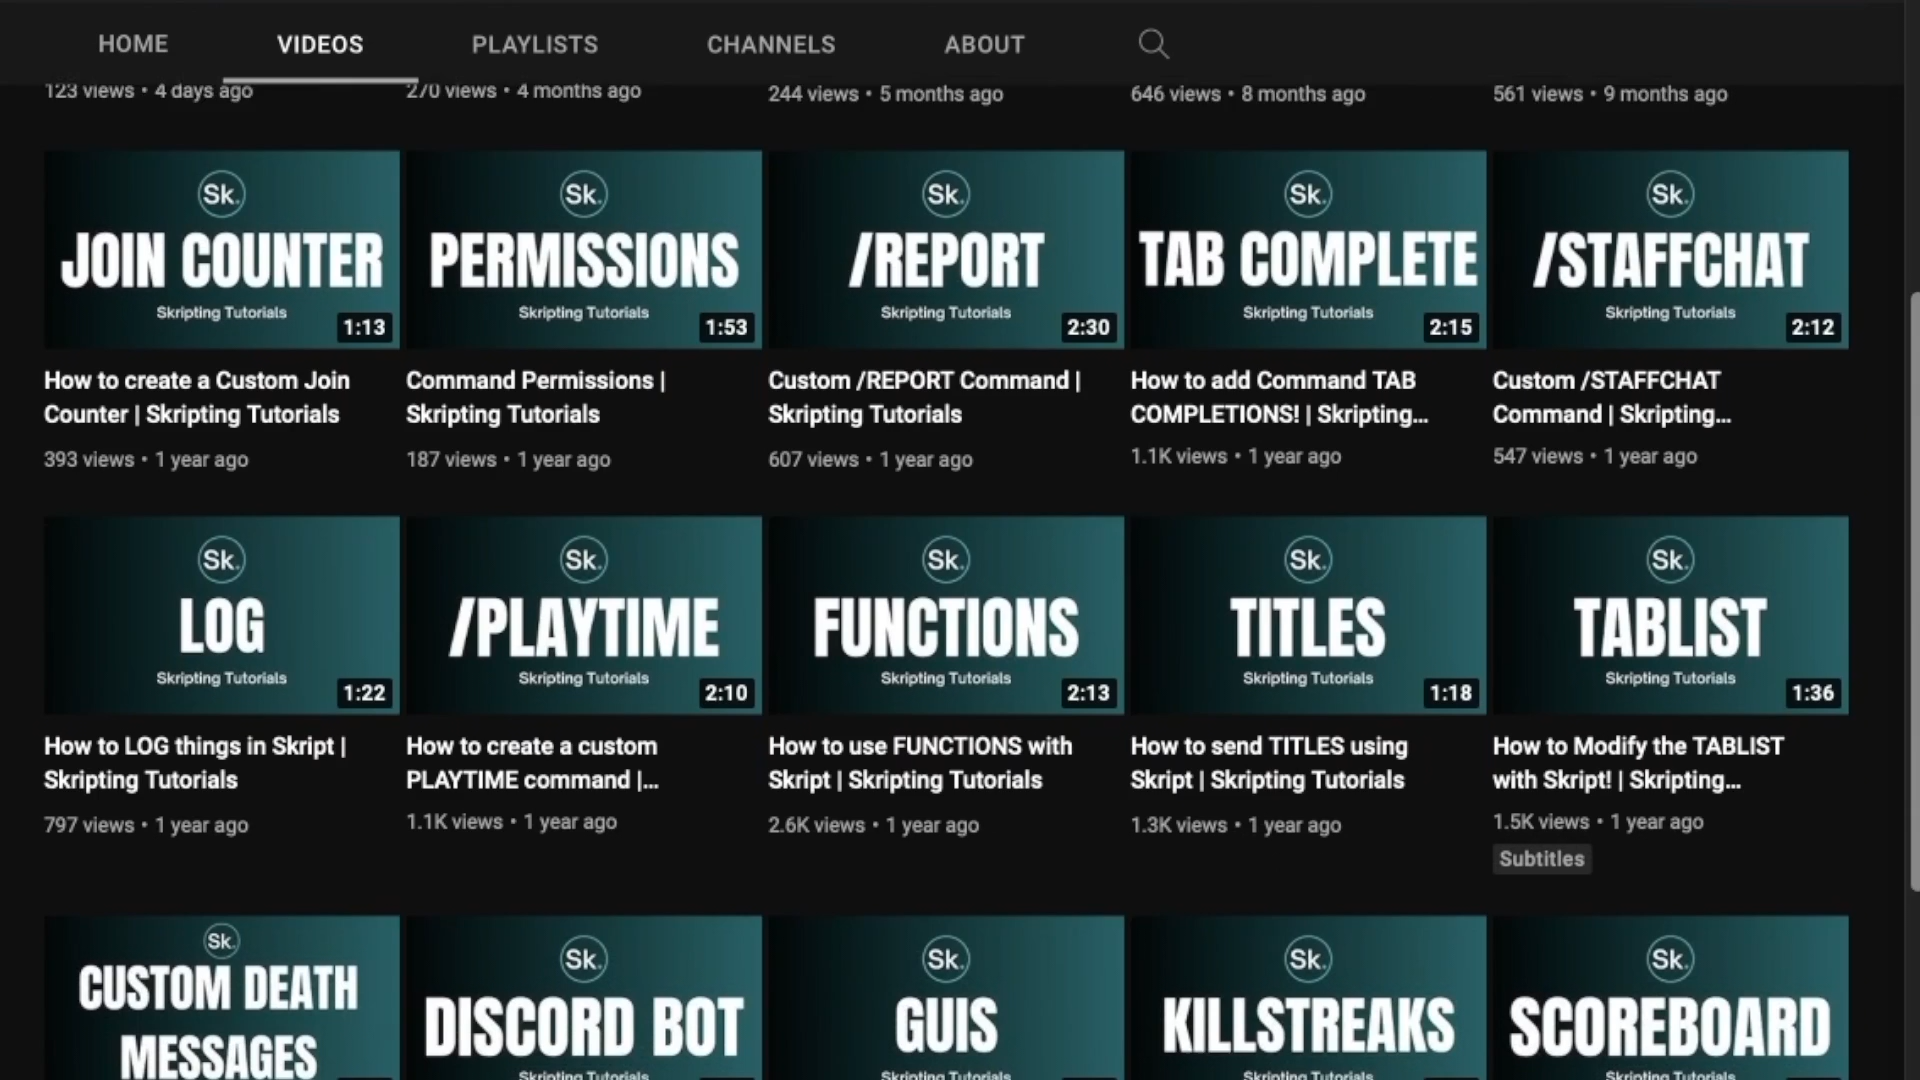 HOME VIDEOS PLAYLISTS CHANNELS ABOUT
123 views • 4 days ago
270 views • 4 months ago
244 views • 5 months ago
646 views • 8 months ago
561 views • 9 months ago
Sk.
JOIN COUNTER
Skripting Tutorials
1:13
How to create a Custom Join
Counter | Skripting Tutorials
393 views • 1 year ago
Sk.
PERMISSIONS
Skripting Tutorials
1:53
Command Permissions |
Skripting Tutorials
187 views • 1 year ago
Sk.
/REPORT
Skripting Tutorials
2:30
Custom /REPORT Command |
Skripting Tutorials
607 views • 1 year ago
Sk.
TAB COMPLETE
Skripting Tutorials
2:15
How to add Command TAB
COMPLETIONS! | Skripting...
1.1K views • 1 year ago
Sk.
/STAFFCHAT
Skripting Tutorials
2:12
Custom /STAFFCHAT
Command | Skripting...
547 views • 1 year ago
Sk.
LOG
Skripting Tutorials
1:22
How to LOG things in Skript |
Skripting Tutorials
797 views • 1 year ago
Sk.
/PLAYTIME
Skripting Tutorials
2:10
How to create a custom
PLAYTIME command |...
1.1K views • 1 year ago
Sk.
FUNCTIONS
Skripting Tutorials
2:13
How to use FUNCTIONS with
Skript | Skripting Tutorials
2.6K views • 1 year ago
Sk.
TITLES
Skripting Tutorials
1:18
How to send TITLES using
Skript | Skripting Tutorials
1.3K views • 1 year ago
Sk.
TABLIST
Skripting Tutorials
1:36
How to Modify the TABLIST
with Skript! | Skripting...
1.5K views • 1 year ago
Subtitles
Sk.
CUSTOM DEATH
MESSAGES
Sk.
DISCORD BOT
Skripting Tutorials
Sk.
GUIS
Skripting Tutorials
Sk.
KILLSTREAKS
Skripting Tutorials
Sk.
SCOREBOARD
Skripting Tutorials